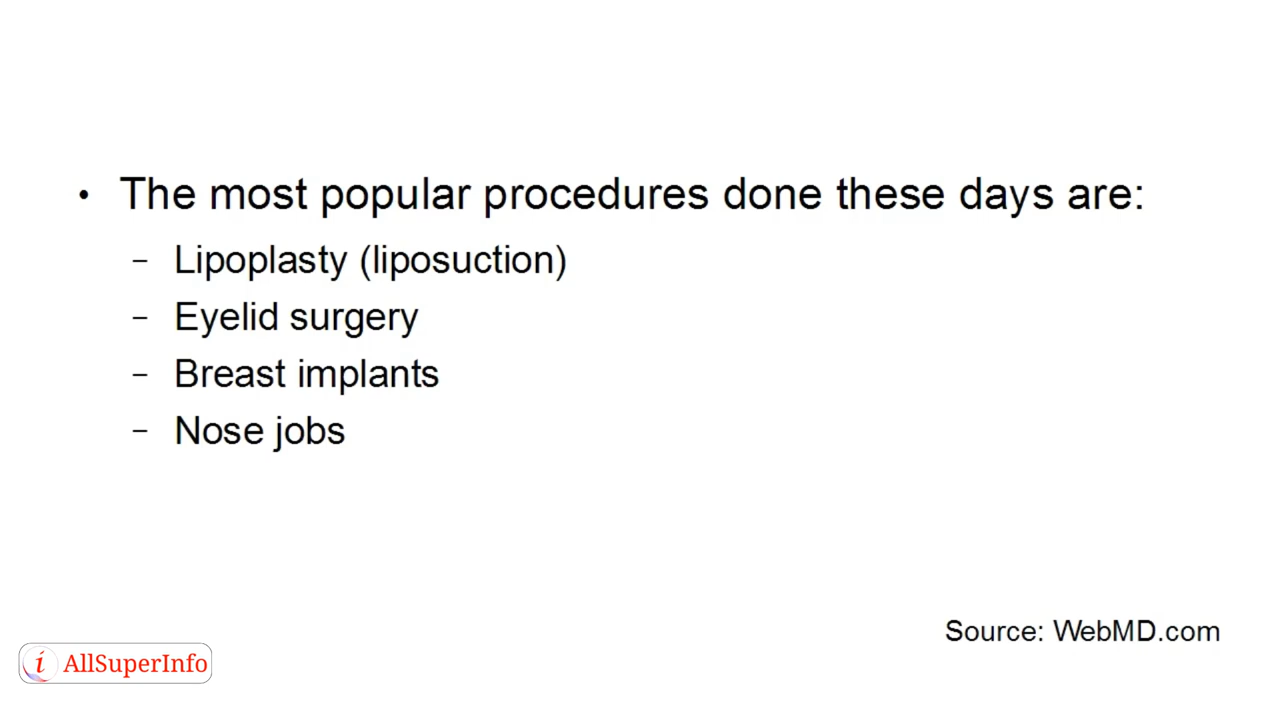 • The most popular procedures done these days are:
– Lipoplasty (liposuction)
– Eyelid surgery
– Breast implants
– Nose jobs
Source: WebMD.com
i AllSuperInfo